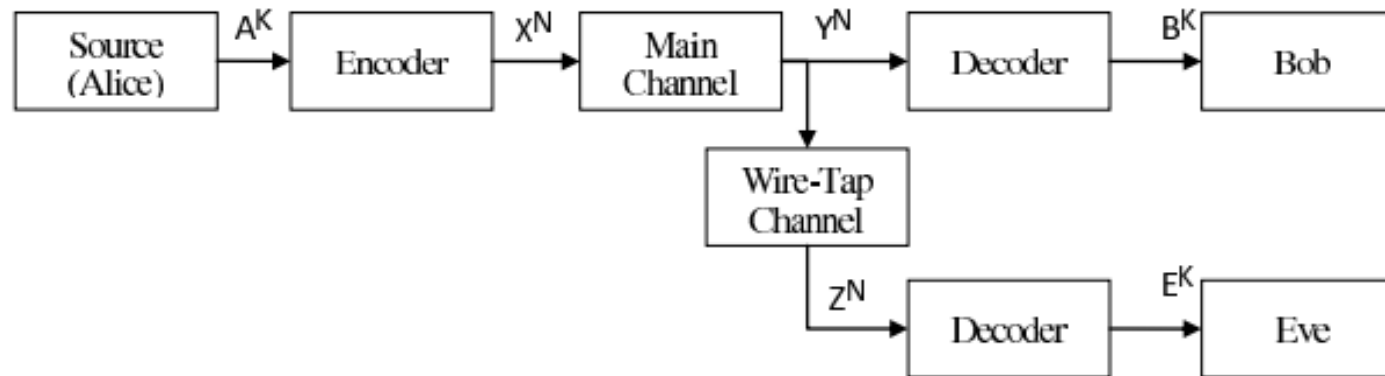 Source
(Alice)
A^K
Encoder
X^N
Main
Channel
Y^N
Decoder
B^K
Bob
Wire-Tap
Channel
Z^N
Decoder
E^K
Eve